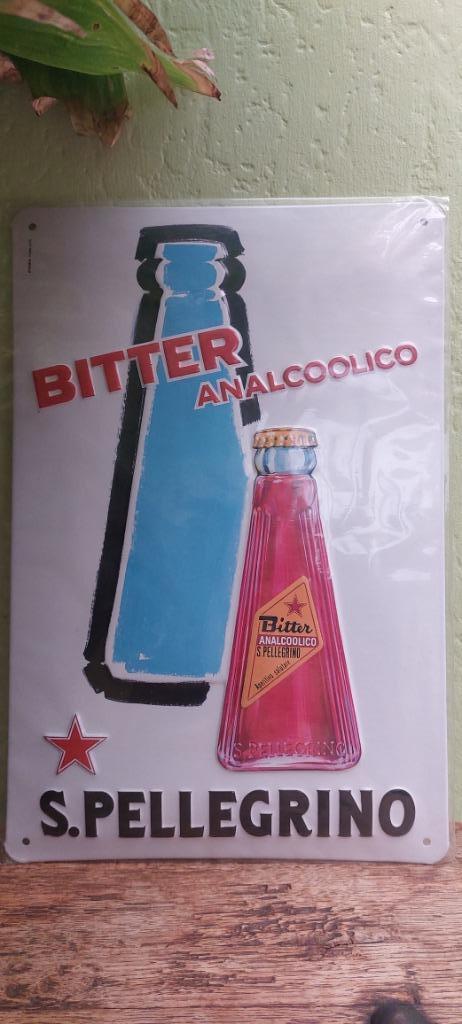 BITTER
ANALCOOLICO
Bitter
ANALCOOLICO
S.PELLEGRINO
S.PELLEGRINO
S.PELLEGRINO